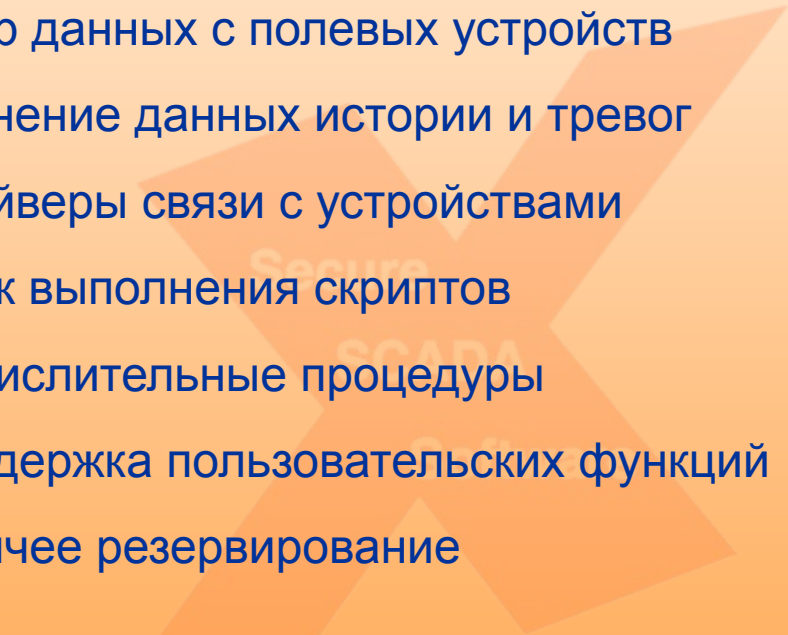 р данных с полевых устройств
нение данных истории и тревог
йверы связи с устройствами
Secure
к выполнения скриптов
SCADA
ислительные процедуры
держка пользовательских функций
чее резервирование